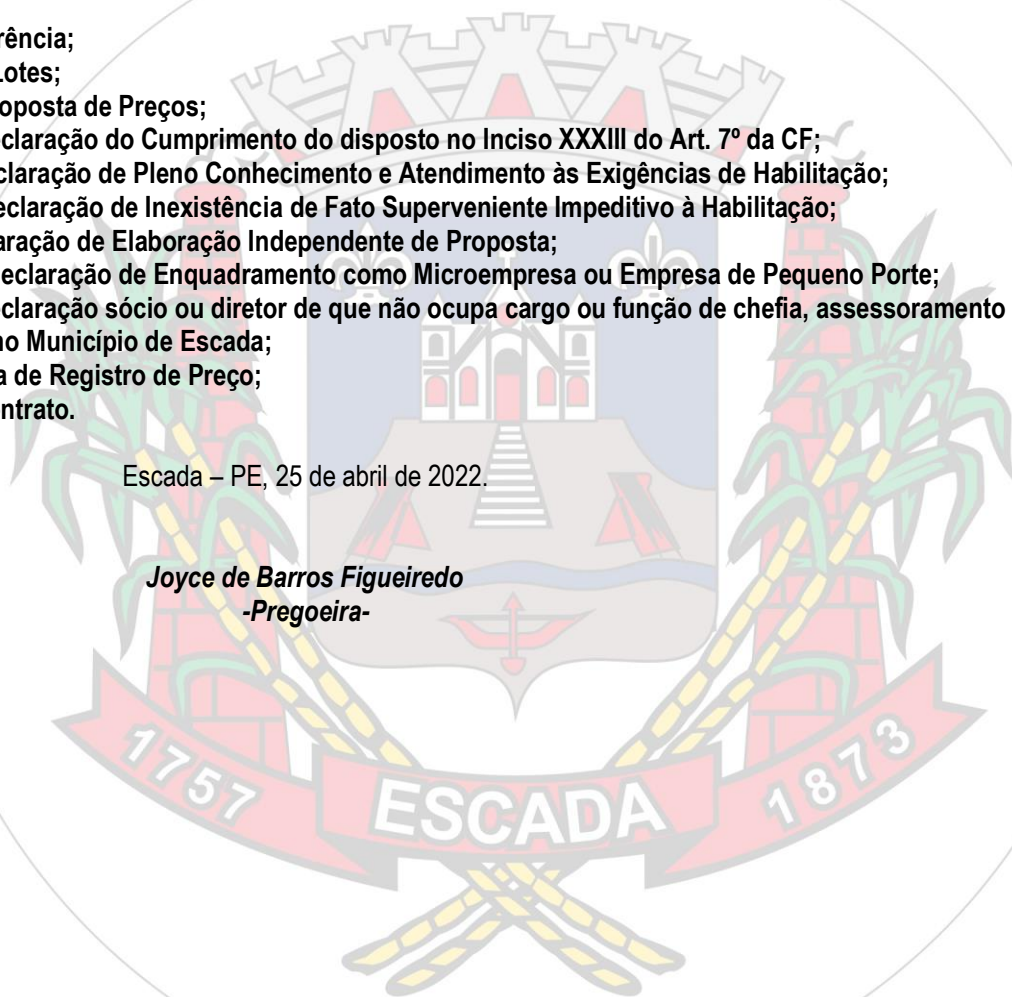 rência;
Lotes;
oposta de Preços;
claração do Cumprimento do disposto no Inciso XXXIII do Art. 7º da CF;
claração de Pleno Conhecimento e Atendimento às Exigências de Habilitação;
eclaração de Inexistência de Fato Superveniente Impeditivo à Habilitação;
aração de Elaboração Independente de Proposta;
eclaração de Enquadramento como Microempresa ou Empresa de Pequeno Porte;
claração sócio ou diretor de que não ocupa cargo ou função de chefia, assessoramento
no Município de Escada;
a de Registro de Preço;
ontrato.
Escada – PE, 25 de abril de 2022.
Joyce de Barros Figueiredo
-Pregoeira-
1757 ESCADA 1873